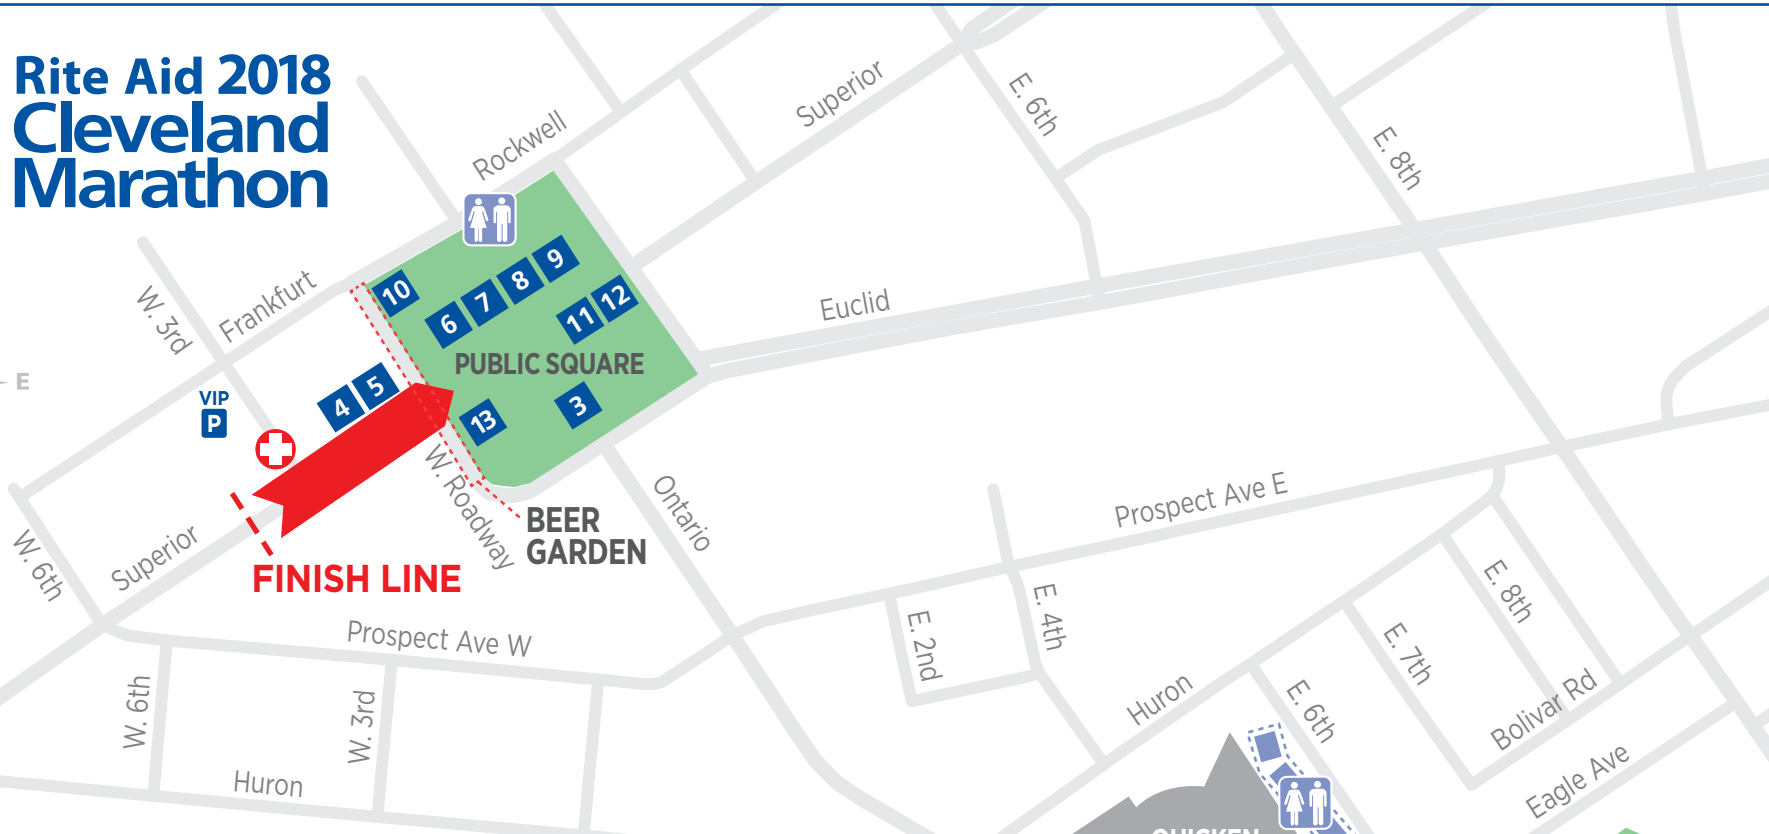 Rite Aid 2018
Cleveland
Marathon
Rockwell
Superior
E. 6th
E. 8th
W. 3rd
Frankfurt
10
6
7
8
9
11
12
Euclid
PUBLIC SQUARE
E
VIP
P
4
5
13
3
W. Roadway
Ontario
BEER
GARDEN
Prospect Ave E
W. 6th
Superior
FINISH LINE
Prospect Ave W
E. 2nd
E. 4th
E. 8th
E. 7th
W. 6th
W. 3rd
Huron
Huron
E. 6th
Bolivar Rd
Eagle Ave
QUICKEN